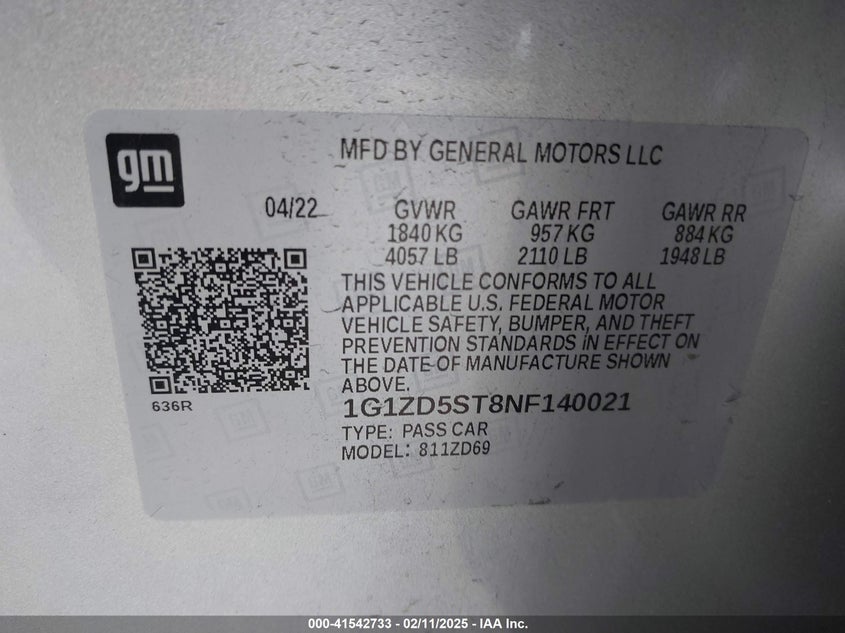 gm
MFD BY GENERAL MOTORS LLC
04/22 GVWR GAWR FRT GAWR RR
1840 KG 957 KG 884 KG
4057 LB 2110 LB 1948 LB
THIS VEHICLE CONFORMS TO ALL
APPLICABLE U.S. FEDERAL MOTOR
VEHICLE SAFETY, BUMPER, AND THEFT
PREVENTION STANDARDS IN EFFECT ON
THE DATE OF MANUFACTURE SHOWN
ABOVE.
636R
1G1ZD5ST8NF140021
TYPE: PASS CAR
MODEL: 811ZD69
000-41542733 - 02/11/2025 - IAA Inc.